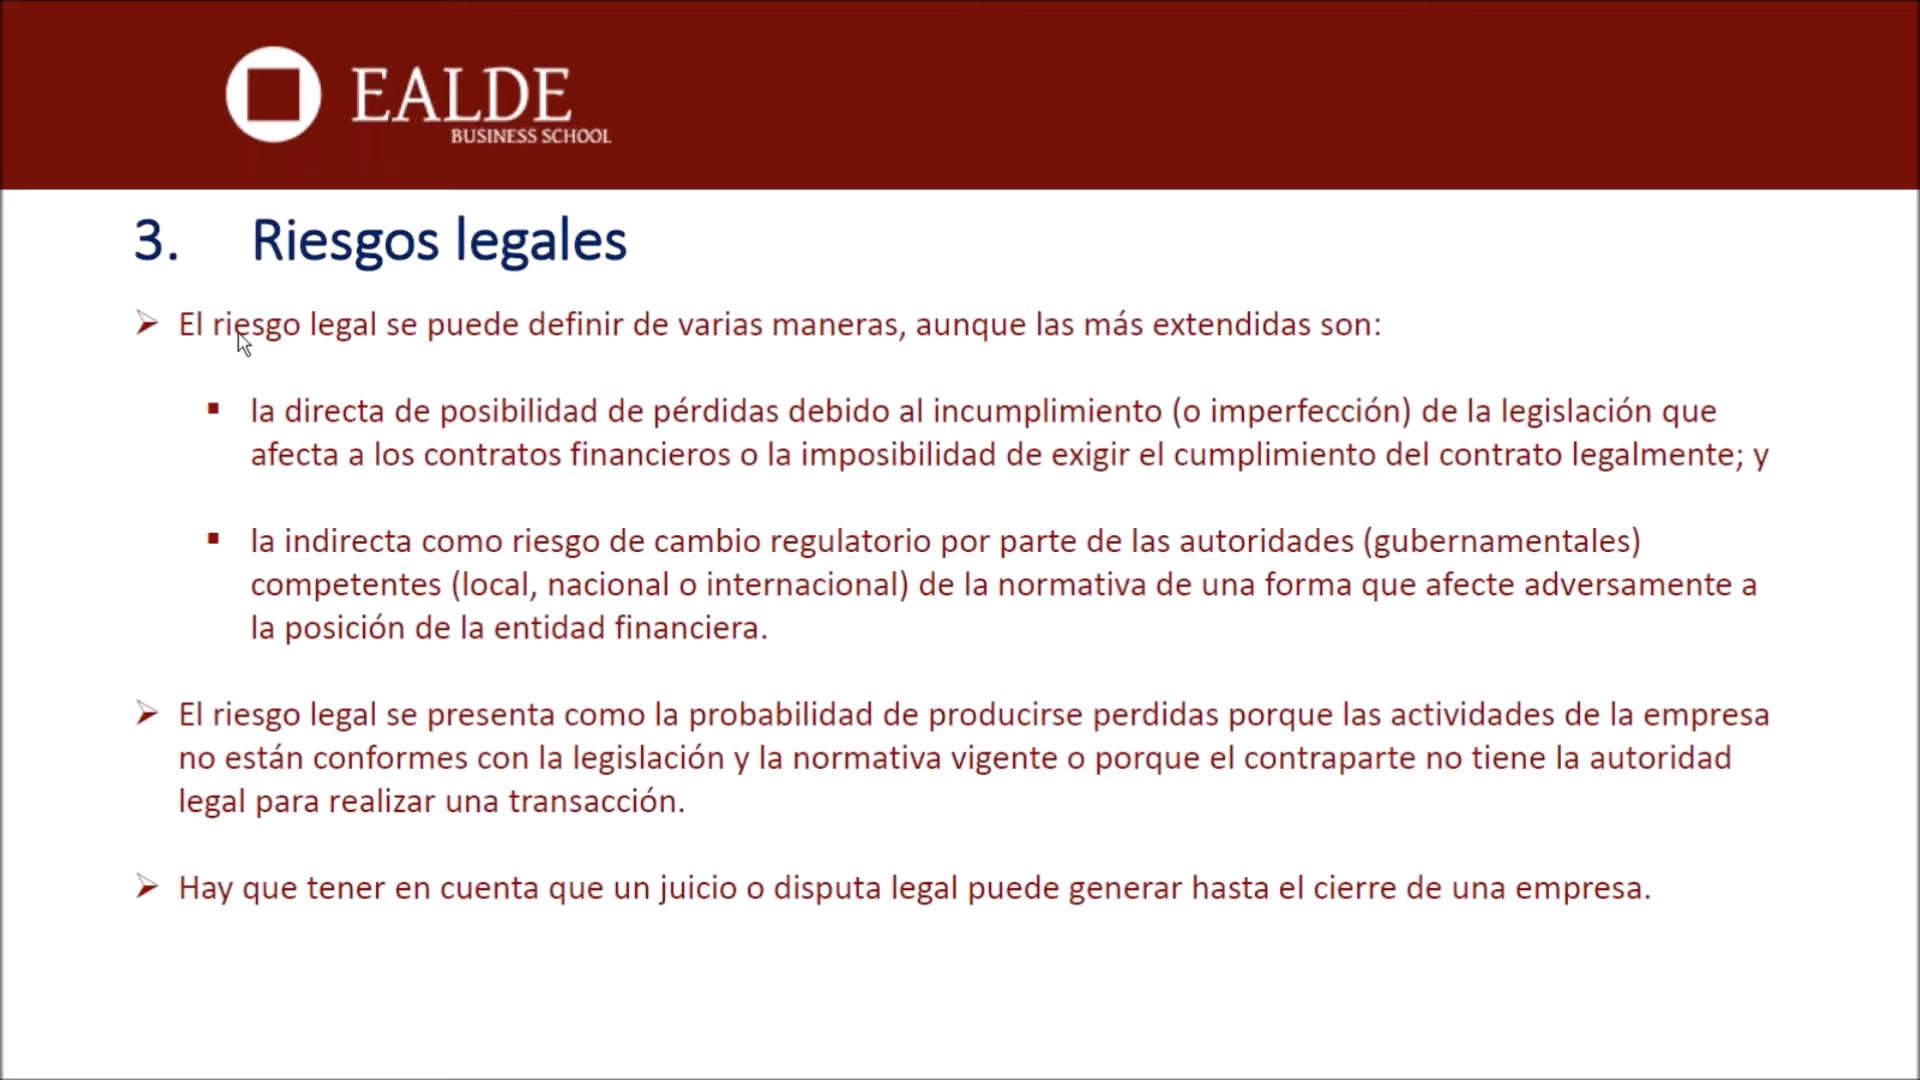 EALDE
BUSINESS SCHOOL
3. Riesgos legales
El riesgo legal se puede definir de varias maneras, aunque las más extendidas son:
la directa de posibilidad de pérdidas debido al incumplimiento (o imperfección) de la legislación que
afecta a los contratos financieros o la imposibilidad de exigir el cumplimiento del contrato legalmente; y
la indirecta como riesgo de cambio regulatorio por parte de las autoridades (gubernamentales)
competentes (local, nacional o internacional) de la normativa de una forma que afecte adversamente a
la posición de la entidad financiera.
El riesgo legal se presenta como la probabilidad de producirse perdidas porque las actividades de la empresa
no están conformes con la legislación y la normativa vigente o porque el contraparte no tiene la autoridad
legal para realizar una transacción.
Hay que tener en cuenta que un juicio o disputa legal puede generar hasta el cierre de una empresa.